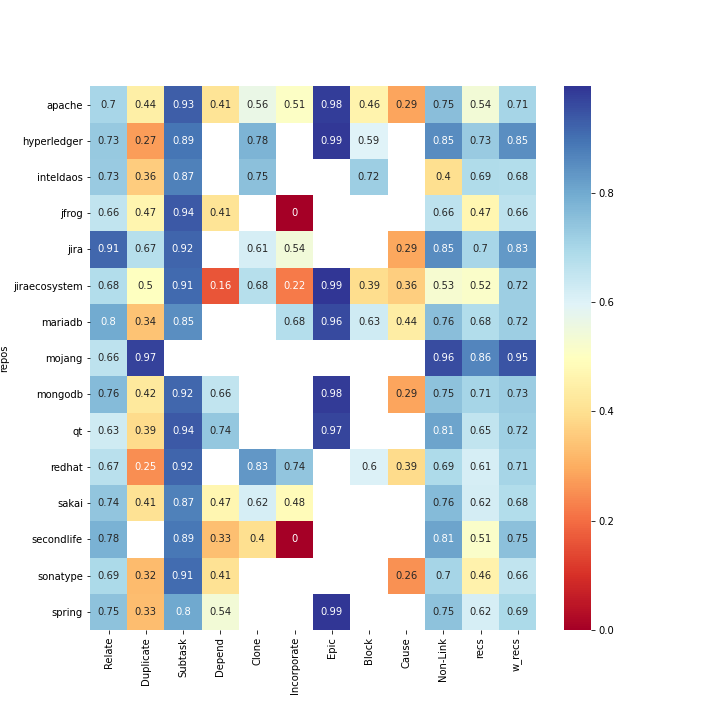 apache 0.7 0.44 0.93 0.41 0.56 0.51 0.98 0.46 0.29 0.75 0.54 0.71
hyperledger 0.73 0.27 0.89 0.78 0.99 0.59 0.85 0.73 0.85
inteldaos 0.73 0.36 0.87 0.75 0.72 0.4 0.69 0.68
jfrog 0.66 0.47 0.94 0.41 0 0.66 0.47 0.66
jira 0.91 0.67 0.92 0.61 0.54 0.29 0.85 0.7 0.83
jiraecosystem 0.68 0.5 0.91 0.16 0.68 0.22 0.99 0.39 0.36 0.53 0.52 0.72
mariadb 0.8 0.34 0.85 0.68 0.96 0.63 0.44 0.76 0.68 0.72
mojang 0.66 0.97 0.96 0.86 0.95
mongodb 0.76 0.42 0.92 0.66 0.98 0.29 0.75 0.71 0.73
qt 0.63 0.39 0.94 0.74 0.97 0.81 0.65 0.72
redhat 0.67 0.25 0.92 0.83 0.74 0.6 0.39 0.69 0.61 0.71
sakai 0.74 0.41 0.87 0.47 0.62 0.48 0.76 0.62 0.68
secondlife 0.78 0.89 0.33 0.4 0 0.81 0.51 0.75
sonatype 0.69 0.32 0.91 0.41 0.26 0.7 0.46 0.66
spring 0.75 0.33 0.8 0.54 0.99 0.75 0.62 0.69
repos
Relate Duplicate Subtask Depend Clone Incorporate Epic Block Cause Non-Link recs w_recs
0.8
0.6
0.4
0.2
0.0